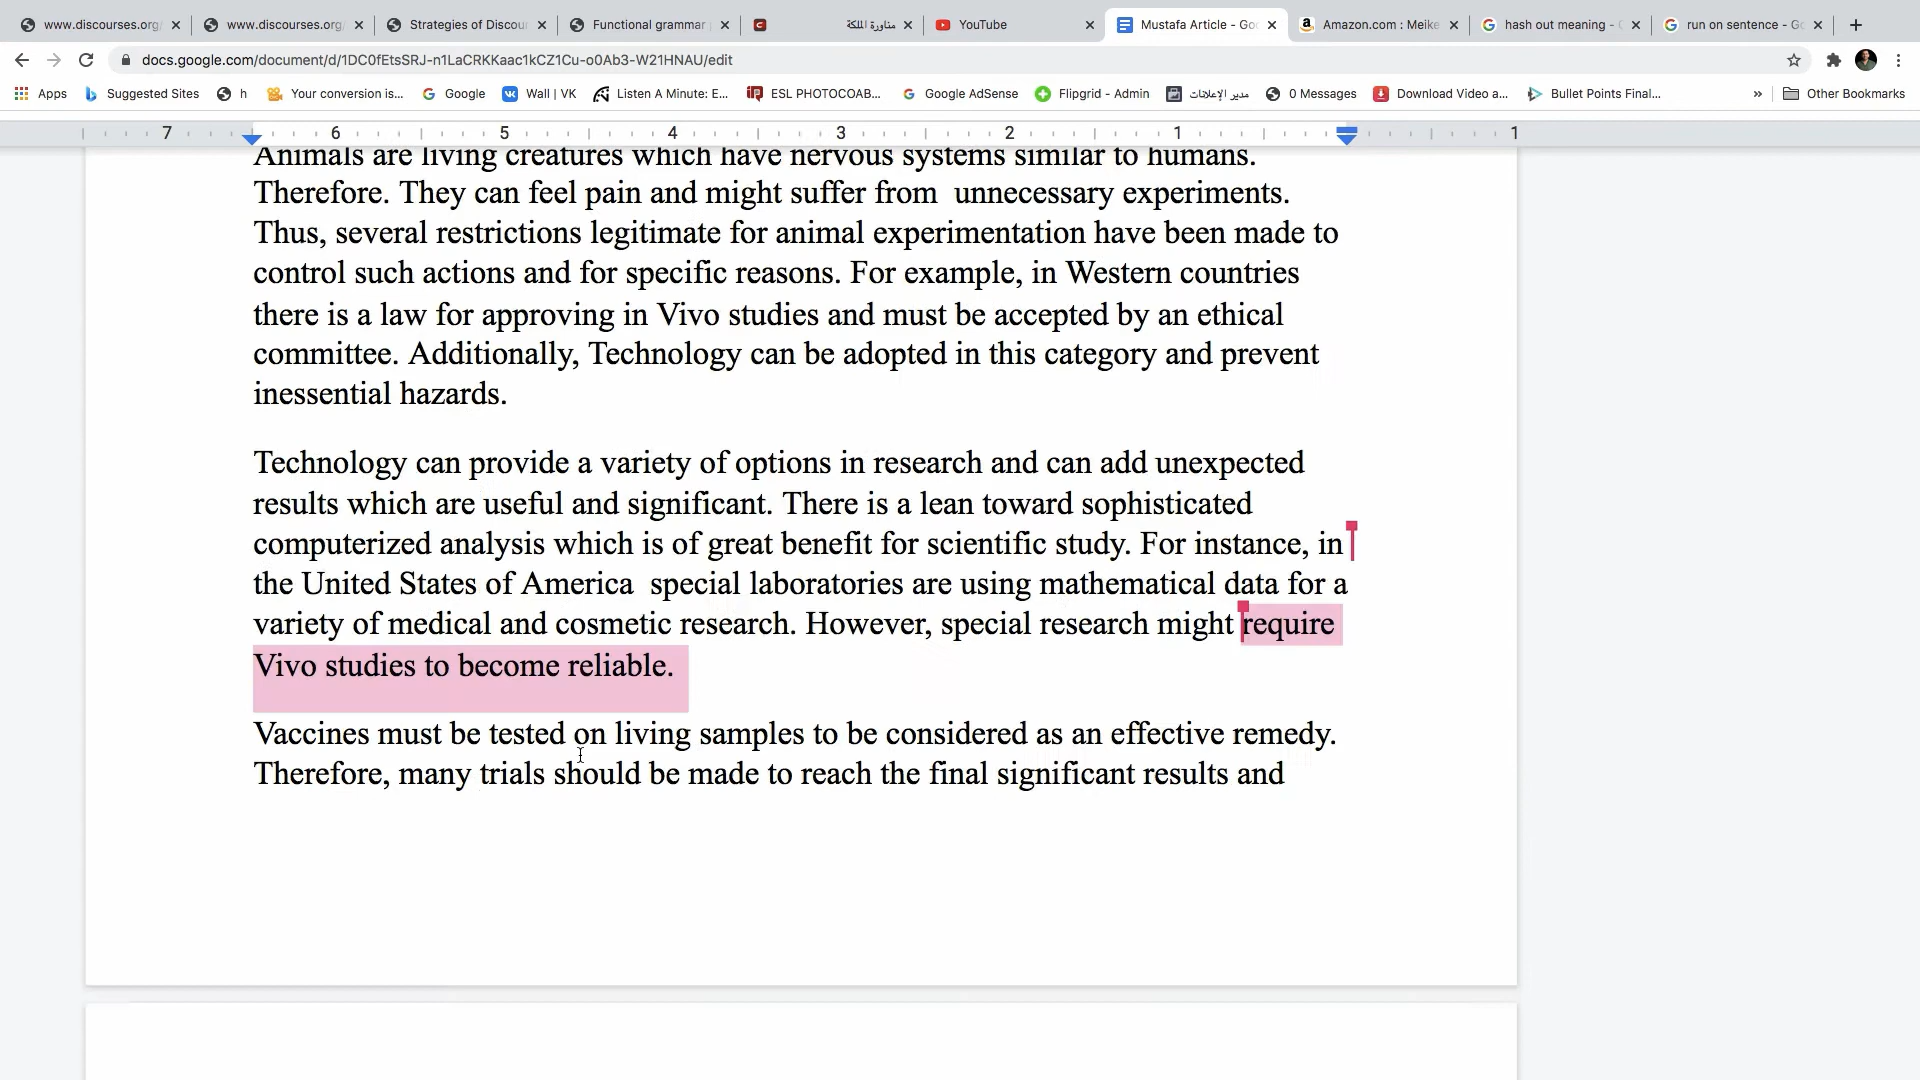 www.discourses.org/
www.discourses.org/
Strategies of Discou
Functional grammar
مناورة الملكة
YouTube
Mustafa Article - Goo
Amazon.com : Meike
hash out meaning - G
run on sentence - Go
docs.google.com/document/d/1DC0fEtsSRJ-n1LaCRKKaac1kCZ1Cu-o0Ab3-W21HNAU/edit
Apps
Suggested Sites
h
Your conversion is...
Google
Wall | VK
Listen A Minute: E...
ESL PHOTOCOAB...
Google AdSense
Flipgrid - Admin
مدير الإعلانات
0 Messages
Download Video a...
Bullet Points Final...
»
Other Bookmarks
7 6 5 4 3 2 1 1
Animals are living creatures which have nervous systems similar to humans.
Therefore. They can feel pain and might suffer from  unnecessary experiments.
Thus, several restrictions legitimate for animal experimentation have been made to
control such actions and for specific reasons. For example, in Western countries
there is a law for approving in Vivo studies and must be accepted by an ethical
committee. Additionally, Technology can be adopted in this category and prevent
inessential hazards.
Technology can provide a variety of options in research and can add unexpected
results which are useful and significant. There is a lean toward sophisticated
computerized analysis which is of great benefit for scientific study. For instance, in
the United States of America  special laboratories are using mathematical data for a
variety of medical and cosmetic research. However, special research might require
Vivo studies to become reliable.
Vaccines must be tested on living samples to be considered as an effective remedy.
Therefore, many trials should be made to reach the final significant results and